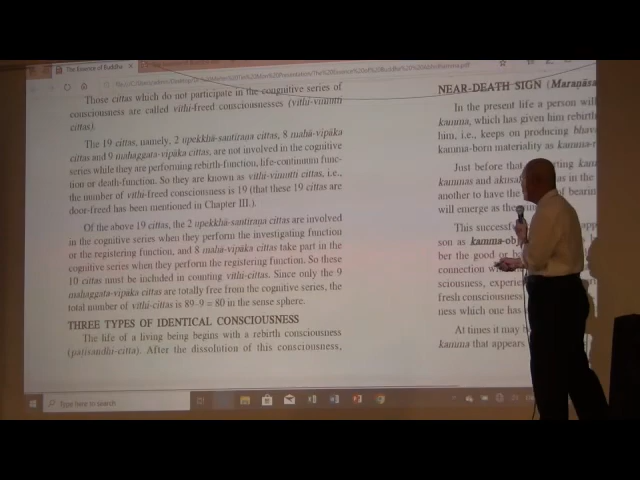 The Essence of Buddha
Those cittas which do not participate in the cognitive series of
consciousness are called vīthi-freed consciousnesses (vīthi-vimutti
cittas).
The 19 cittas, namely, 2 upekkhā-santīraṇa cittas, 8 mahā-vipāka
cittas and 9 mahaggata-vipāka cittas, are not involved in the cognitive
series while they are performing rebirth-function, life-continuum func-
tion or death-function. So they are known as vīthi-vimutti cittas, i.e.,
the number of vīthi-freed consciousness is 19 (that these 19 cittas are
door-freed has been mentioned in Chapter III.).
Of the above 19 cittas, the 2 upekkhā-santīraṇa cittas are involved
in the cognitive series when they perform the investigating function
or the registering function, and 8 mahā-vipāka cittas take part in the
cognitive series when they perform the registering function. So these
10 cittas must be included in counting vīthi-cittas. Since only the 9
mahaggata-vipāka cittas are totally free from the cognitive series, the
total number of vīthi-cittas is 89–9 = 80 in the sense sphere.
THREE TYPES OF IDENTICAL CONSCIOUSNESS
The life of a living being begins with a rebirth consciousness
(paṭisandhi-citta). After the dissolution of this consciousness,
NEAR-DEATH SIGN (Maraṇāsa
In the present life a person will
kamma, which has given him rebirth
him, i.e., keeps on producing bhav
kamma-born materiality as kamma-r
Just before that
kammas and akusa in the
another to have the of bearing
will emerge as the
This successf
son as kamma-ob
ber the good or b
connection w
sciousness, experi
fresh consciousness
ness which one has
At times it may b
kamma that appears
Type here to search